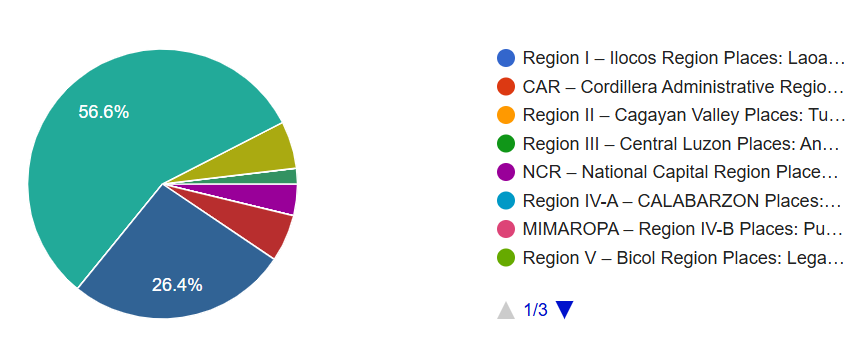 56.6%
26.4%
Region I – Ilocos Region Places: Laoa…
CAR – Cordillera Administrative Regio…
Region II – Cagayan Valley Places: Tu…
Region III – Central Luzon Places: An…
NCR – National Capital Region Place…
Region IV-A – CALABARZON Places:…
MIMAROPA – Region IV-B Places: Pu…
Region V – Bicol Region Places: Lega…
1/3